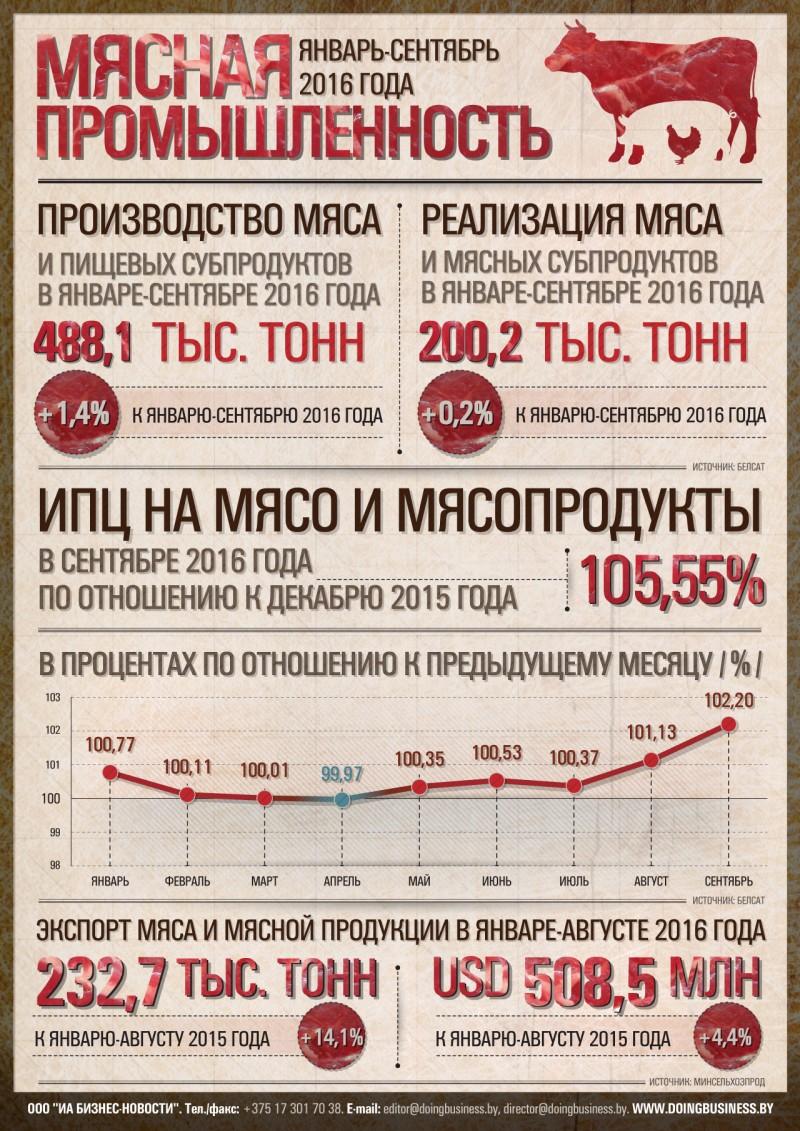 МЯСНАЯ
ЯНВАРЬ-СЕНТЯБРЬ
2016 ГОДА
ПРОМЫШЛЕННОСТЬ
ПРОИЗВОДСТВО МЯСА
И ПИЩЕВЫХ СУБПРОДУКТОВ
В ЯНВАРЕ-СЕНТЯБРЕ 2016 ГОДА
488,1 ТЫС. ТОНН
+1,4% К ЯНВАРЮ-СЕНТЯБРЮ 2016 ГОДА
РЕАЛИЗАЦИЯ МЯСА
И МЯСНЫХ СУБПРОДУКТОВ
В ЯНВАРЕ-СЕНТЯБРЕ 2016 ГОДА
200,2 ТЫС. ТОНН
+0,2% К ЯНВАРЮ-СЕНТЯБРЮ 2016 ГОДА
ИСТОЧНИК: БЕЛСАТ
ИПЦ НА МЯСО И МЯСОПРОДУКТЫ
В СЕНТЯБРЕ 2016 ГОДА
ПО ОТНОШЕНИЮ К ДЕКАБРЮ 2015 ГОДА
105,55%
В ПРОЦЕНТАХ ПО ОТНОШЕНИЮ К ПРЕДЫДУЩЕМУ МЕСЯЦУ /%/
103
102
101
100
99
98
100,77
100,11
100,01
99,97
100,35
100,53
100,37
101,13
102,20
ЯНВАРЬ ФЕВРАЛЬ МАРТ АПРЕЛЬ МАЙ ИЮНЬ ИЮЛЬ АВГУСТ СЕНТЯБРЬ
ИСТОЧНИК: БЕЛСАТ
ЭКСПОРТ МЯСА И МЯСНОЙ ПРОДУКЦИИ В ЯНВАРЕ-АВГУСТЕ 2016 ГОДА
232,7 ТЫС. ТОНН
К ЯНВАРЮ-АВГУСТУ 2015 ГОДА +14,1%
USD 508,5 МЛН
К ЯНВАРЮ-АВГУСТУ 2015 ГОДА +4,4%
ИСТОЧНИК: МИНСЕЛЬХОЗПРОД
ООО "ИА БИЗНЕС-НОВОСТИ". Тел./факс: +375 17 301 70 38. E-mail: editor@doingbusiness.by, director@doingbusiness.by. WWW.DOINGBUSINESS.BY